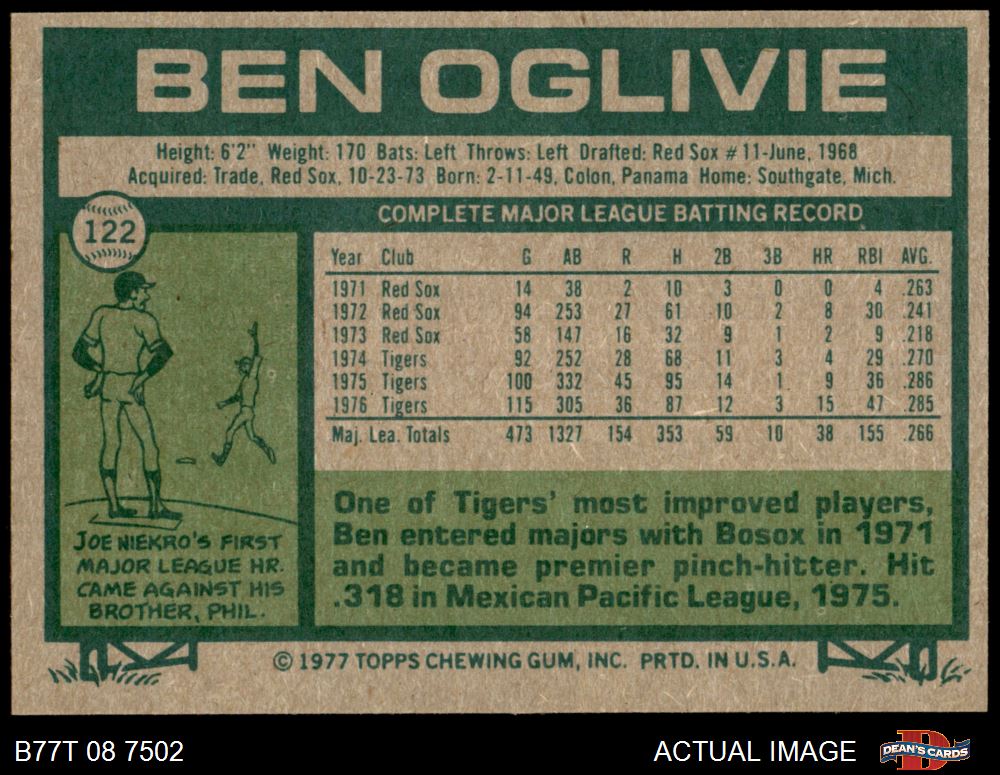 BEN OGLIVIE
Height: 6'2" Weight: 170 Bats: Left Throws: Left Drafted: Red Sox #11-June, 1968
Acquired: Trade, Red Sox, 10-23-73 Born: 2-11-49, Colon, Panama Home: Southgate, Mich.
122
COMPLETE MAJOR LEAGUE BATTING RECORD
Year Club G AB R H 2B 3B HR RBI AVG.
1971 Red Sox 14 38 2 10 3 0 0 4 .263
1972 Red Sox 94 253 27 61 10 2 8 30 .241
1973 Red Sox 58 147 16 32 9 1 2 9 .218
1974 Tigers 92 252 28 68 11 3 4 29 .270
1975 Tigers 100 332 45 95 14 1 9 36 .286
1976 Tigers 115 305 36 87 12 3 15 47 .285
Maj. Lea. Totals 473 1327 154 353 59 10 38 155 .266
JOE NIEKRO'S FIRST
MAJOR LEAGUE HR.
CAME AGAINST HIS
BROTHER, PHIL.
One of Tigers' most improved players,
Ben entered majors with Bosox in 1971
and became premier pinch-hitter. Hit
.318 in Mexican Pacific League, 1975.
© 1977 TOPPS CHEWING GUM, INC. PRTD. IN U.S.A.
B77T 08 7502
ACTUAL IMAGE
D
DEAN'S CARDS